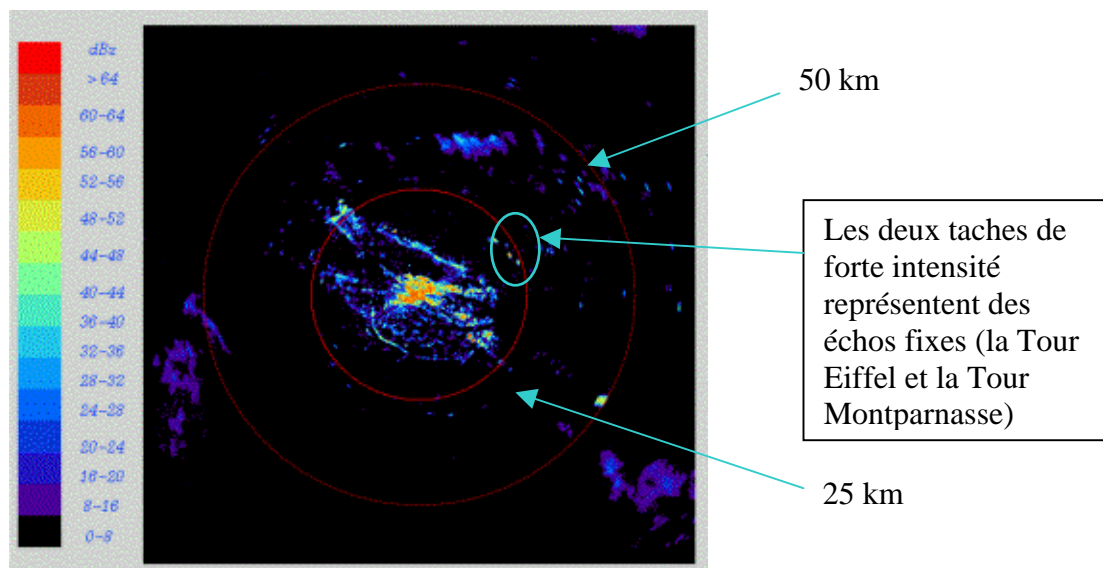 dBz
>64
60-64
56-60
52-56
48-52
44-48
40-44
36-40
32-36
28-32
24-28
20-24
16-20
8-16
0-8
50 km
Les deux taches de
forte intensité
représentent des
échos fixes (la Tour
Eiffel et la Tour
Montparnasse)
25 km